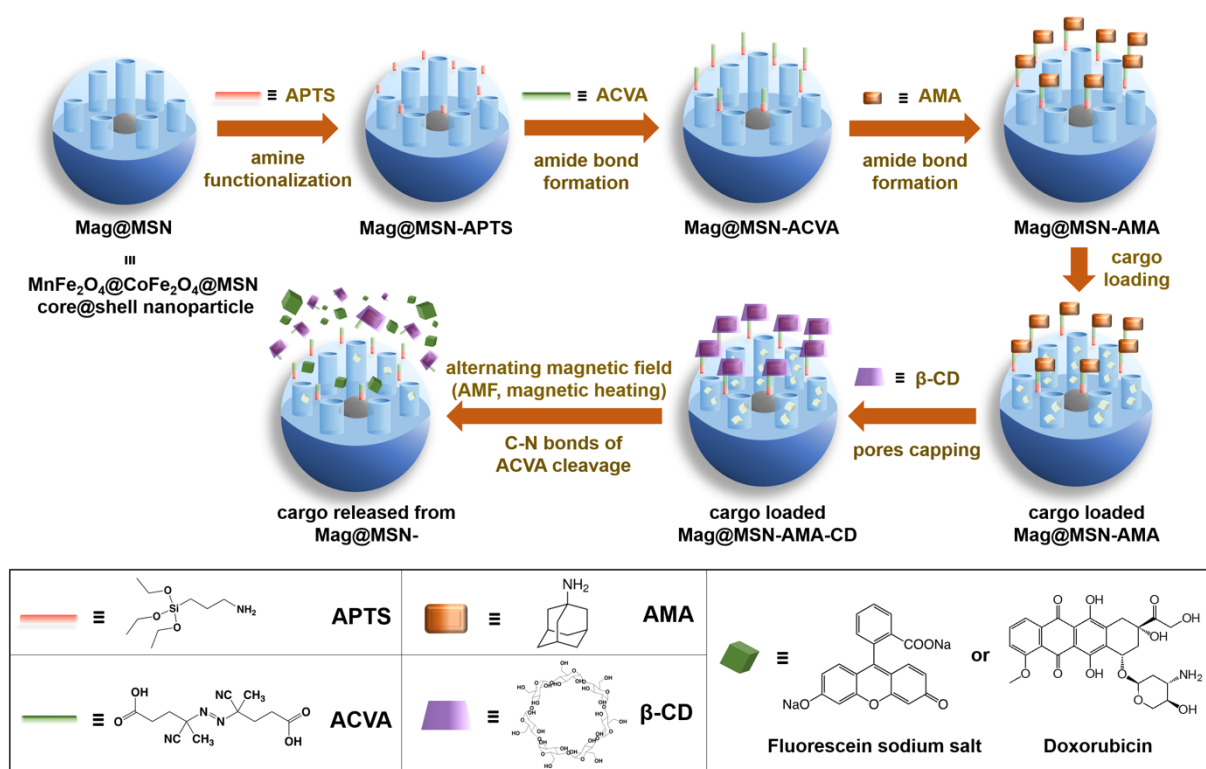 ≡ APTS
amine
functionalization
≡ ACVA
amide bond
formation
≡ AMA
amide bond
formation
Mag@MSN
Mag@MSN-APTS
Mag@MSN-ACVA
Mag@MSN-AMA
≡
MnFe₂O₄@CoFe₂O₄@MSN
core@shell nanoparticle
cargo
loading
alternating magnetic field
(AMF, magnetic heating)
C-N bonds of
ACVA cleavage
≡ β-CD
pores capping
cargo released from
Mag@MSN-
cargo loaded
Mag@MSN-AMA-CD
cargo loaded
Mag@MSN-AMA
≡ O Si O O NH₂ APTS
≡ NH₂ AMA
≡ OH O CN CH₃ N N CN CH₃ O OH ACVA
≡ β-CD
≡ COONa NaO O O or O OH O OH OH O O OH O O NH₂ O OH
Fluorescein sodium salt
Doxorubicin